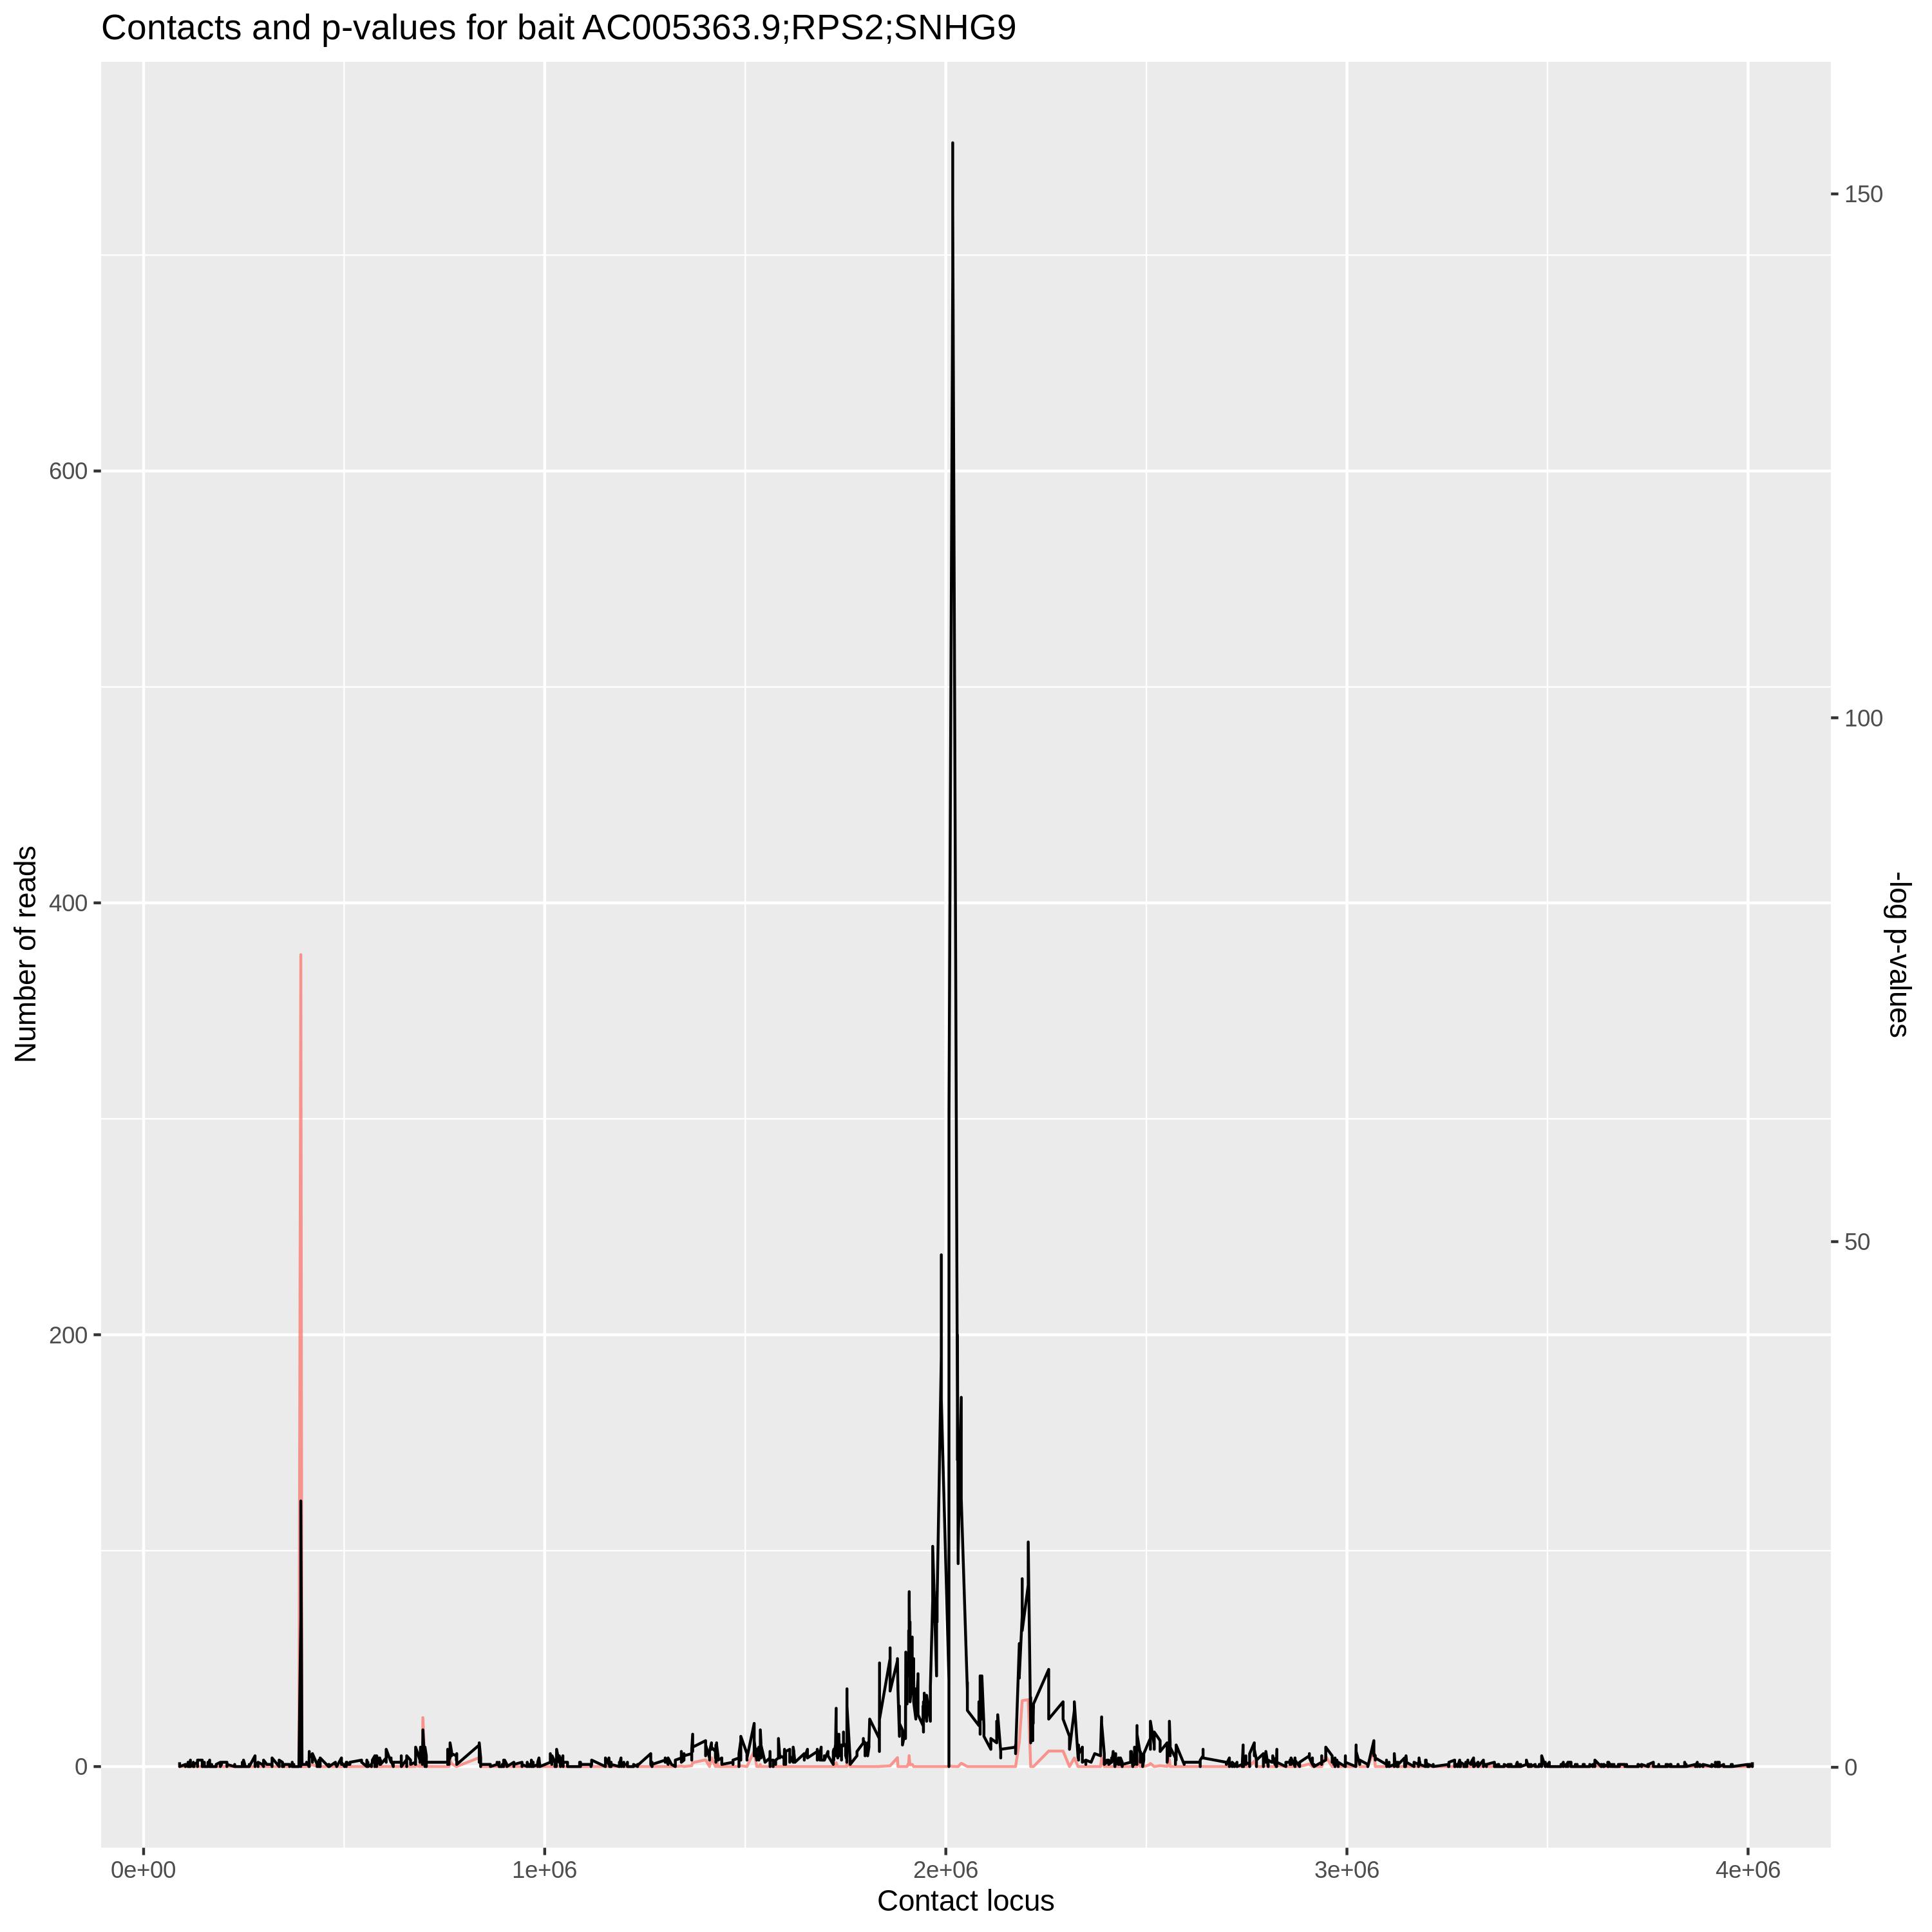 Contacts and p-values for bait AC005363.9;RPS2;SNHG9
150
600
100
400
Number of reads
-log p-values
50
200
0
0
0e+00 1e+06 2e+06 3e+06 4e+06
Contact locus